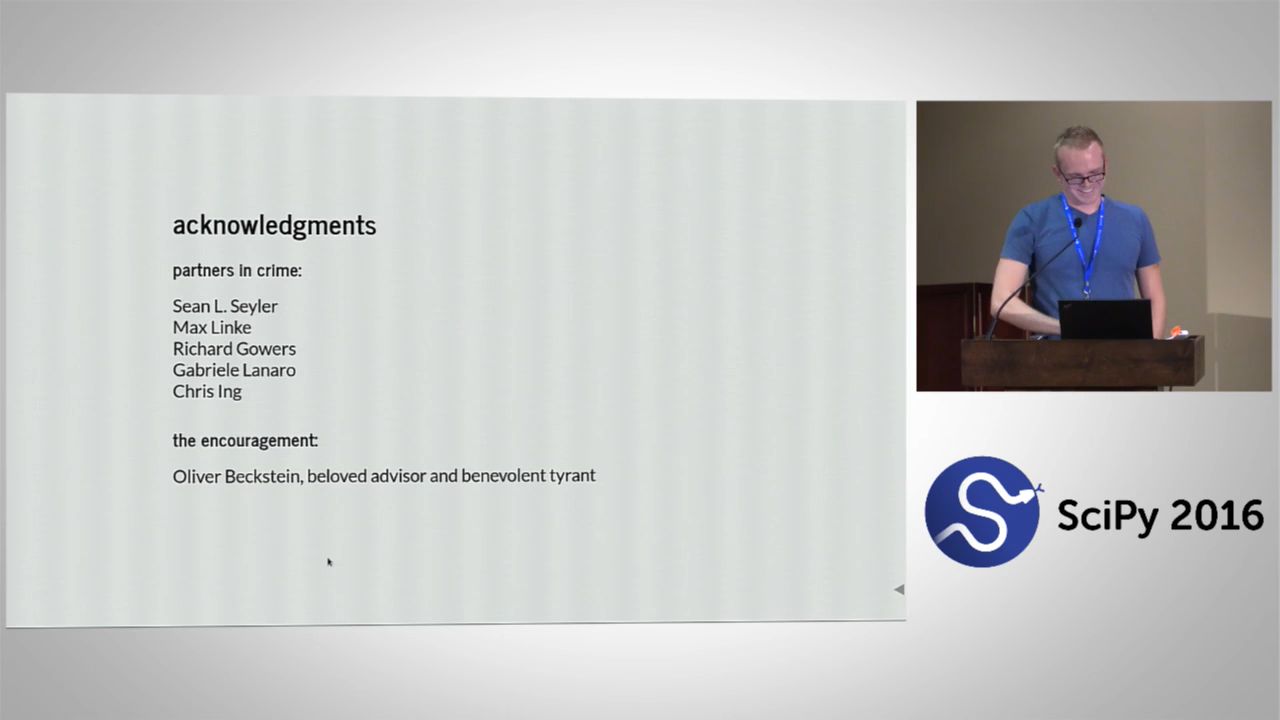 acknowledgments
partners in crime:
Sean L. Seyler
Max Linke
Richard Gowers
Gabriele Lanaro
Chris Ing
the encouragement:
Oliver Beckstein, beloved advisor and benevolent tyrant
SciPy 2016